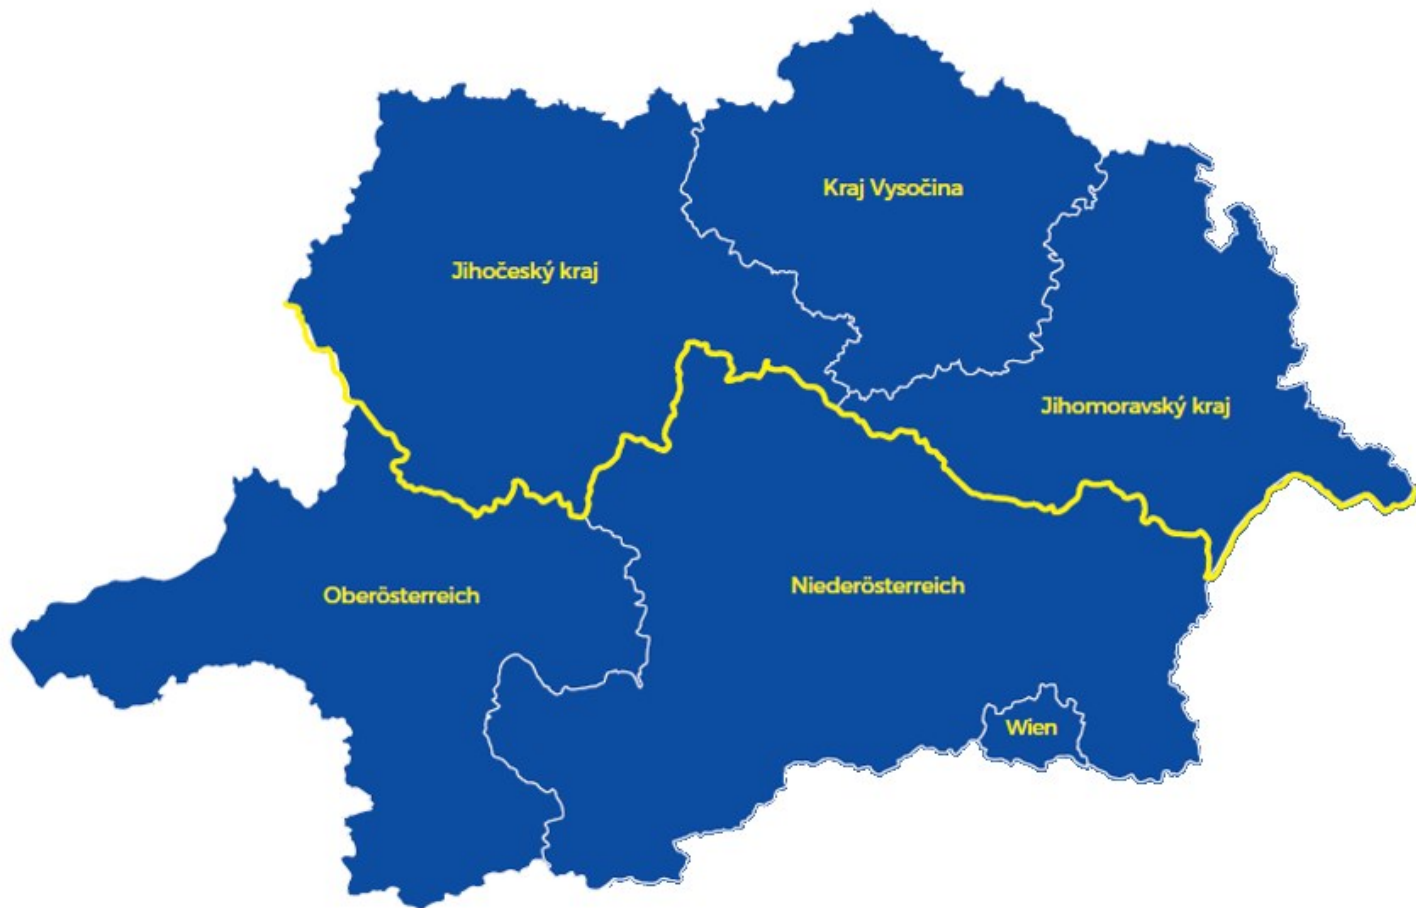 Kraj Vysočina
Jihočeský kraj
Jihomoravský kraj
Oberösterreich
Niederösterreich
Wien